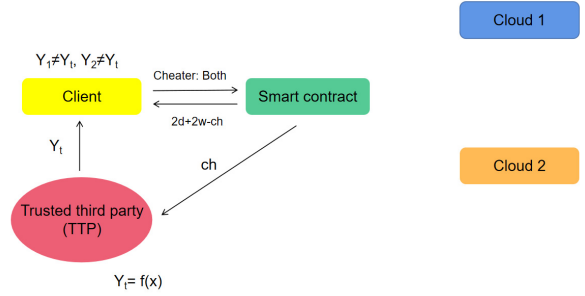 Cloud 1
Y₁≠Yₜ, Y₂≠Yₜ
Cheater: Both
Client
Smart contract
2d+2w-ch
Yₜ
ch
Cloud 2
Trusted third party
(TTP)
Yₜ= f(x)